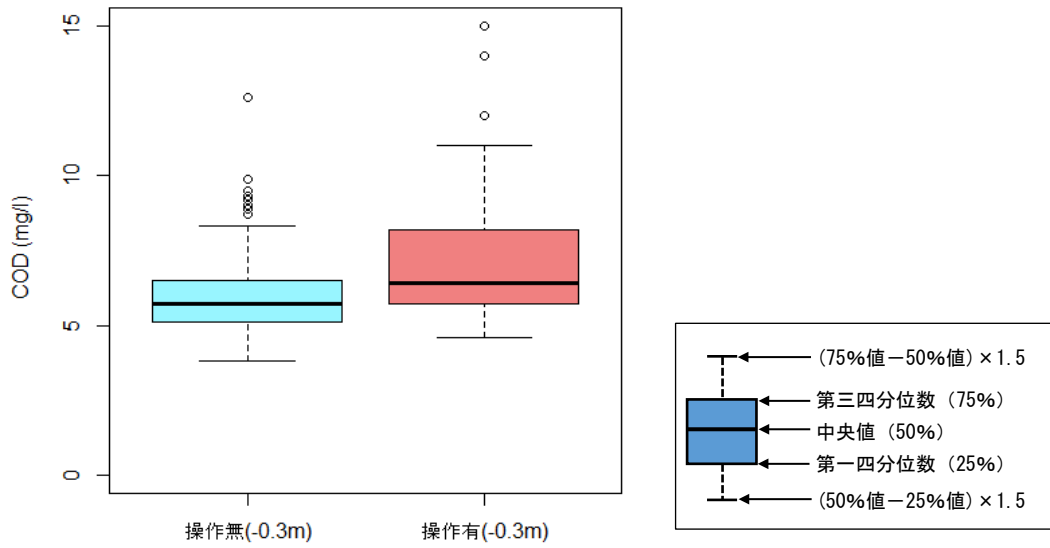 15
10
5
0
COD (mg/l)
操作無(-0.3m)
操作有(-0.3m)
(75%値－50%値)×1.5
第三四分位数 (75%)
中央値 (50%)
第一四分位数 (25%)
(50%値－25%値)×1.5